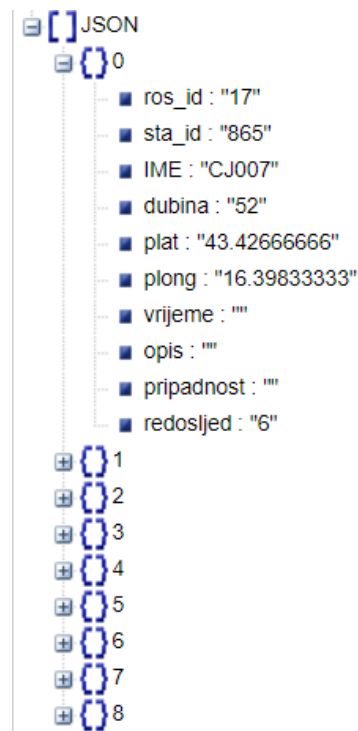 JSON
0
ros_id : "17"
sta_id : "865"
IME : "CJ007"
dubina : "52"
plat : "43.42666666"
plong : "16.39833333"
vrijeme : ""
opis : ""
pripadnost : ""
redosljed : "6"
1
2
3
4
5
6
7
8